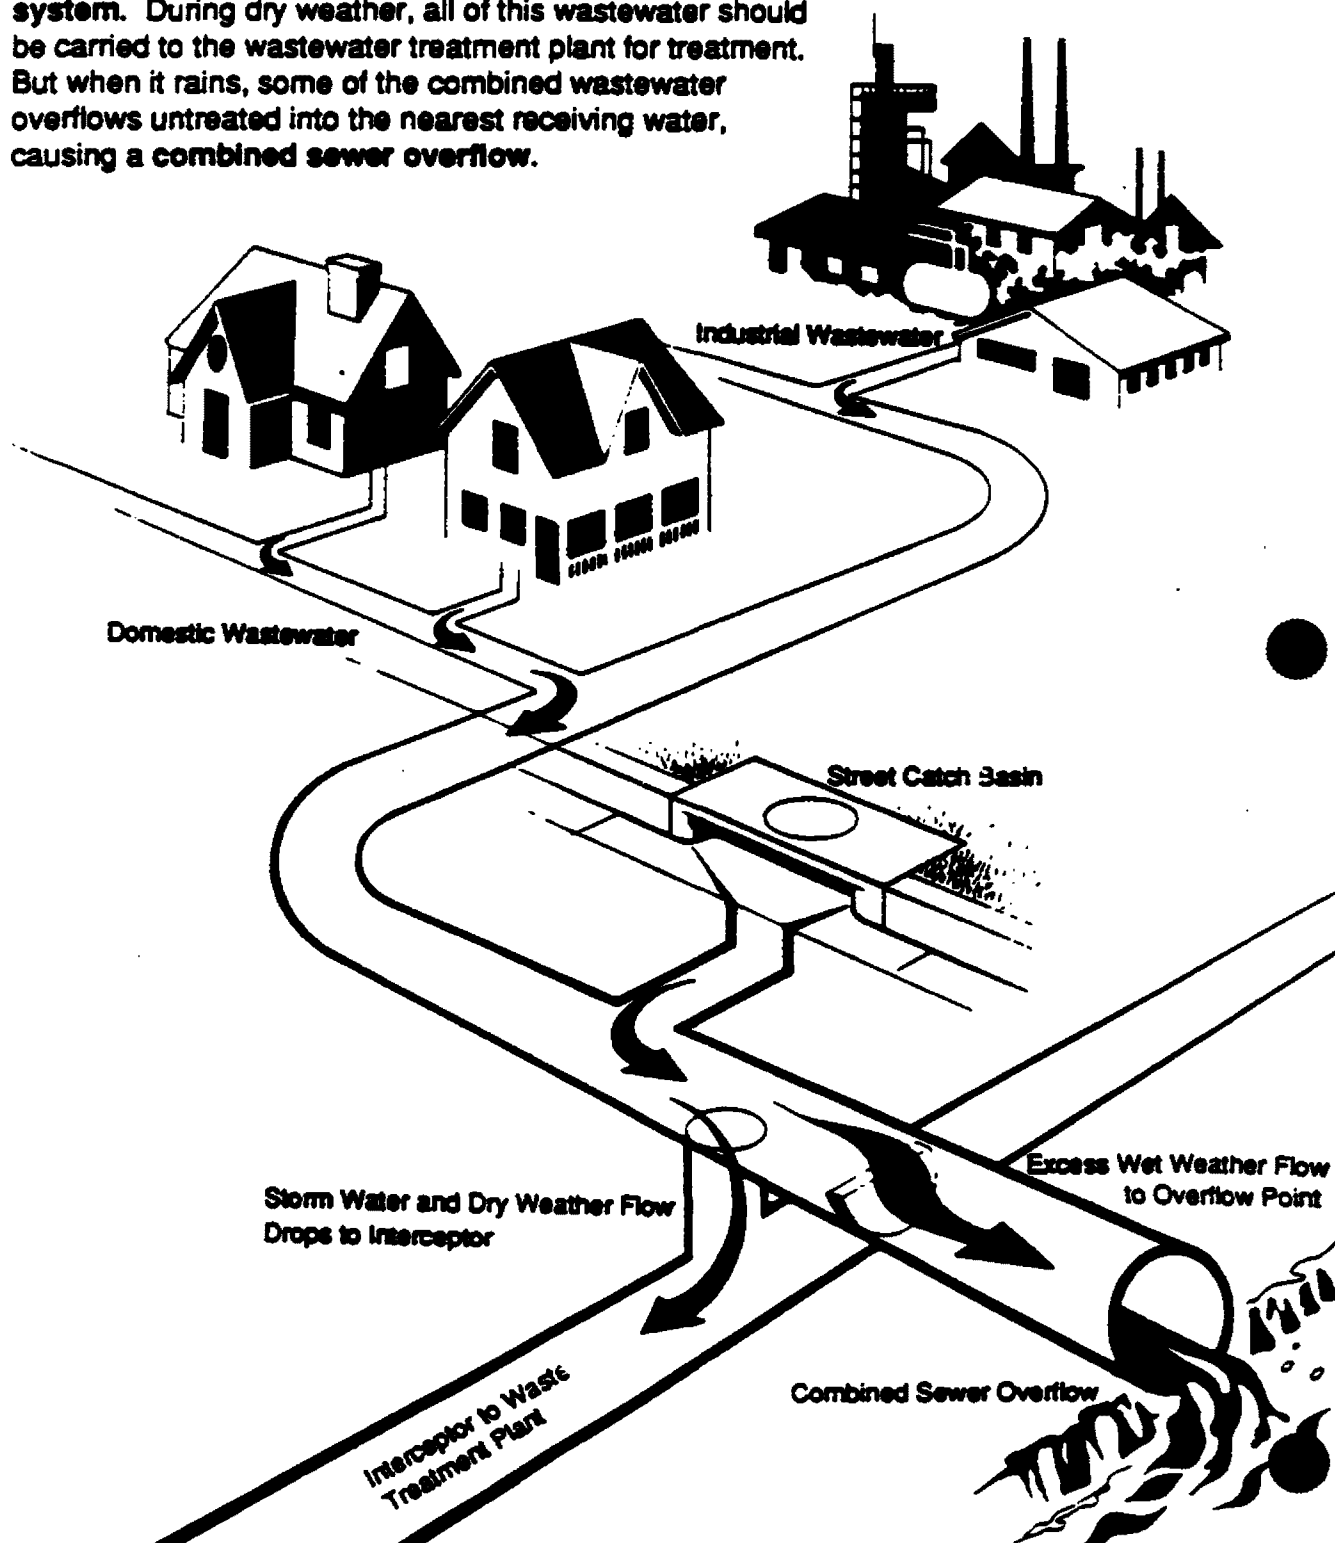 system. During dry weather, all of this wastewater should
be carried to the wastewater treatment plant for treatment.
But when it rains, some of the combined wastewater
overflows untreated into the nearest receiving water,
causing a combined sewer overflow.
Industrial Wastewater
Domestic Wastewater
Street Catch Basin
Excess Wet Weather Flow
to Overflow Point
Storm Water and Dry Weather Flow
Drops to Interceptor
Interceptor to Waste
Treatment Plant
Combined Sewer Overflow